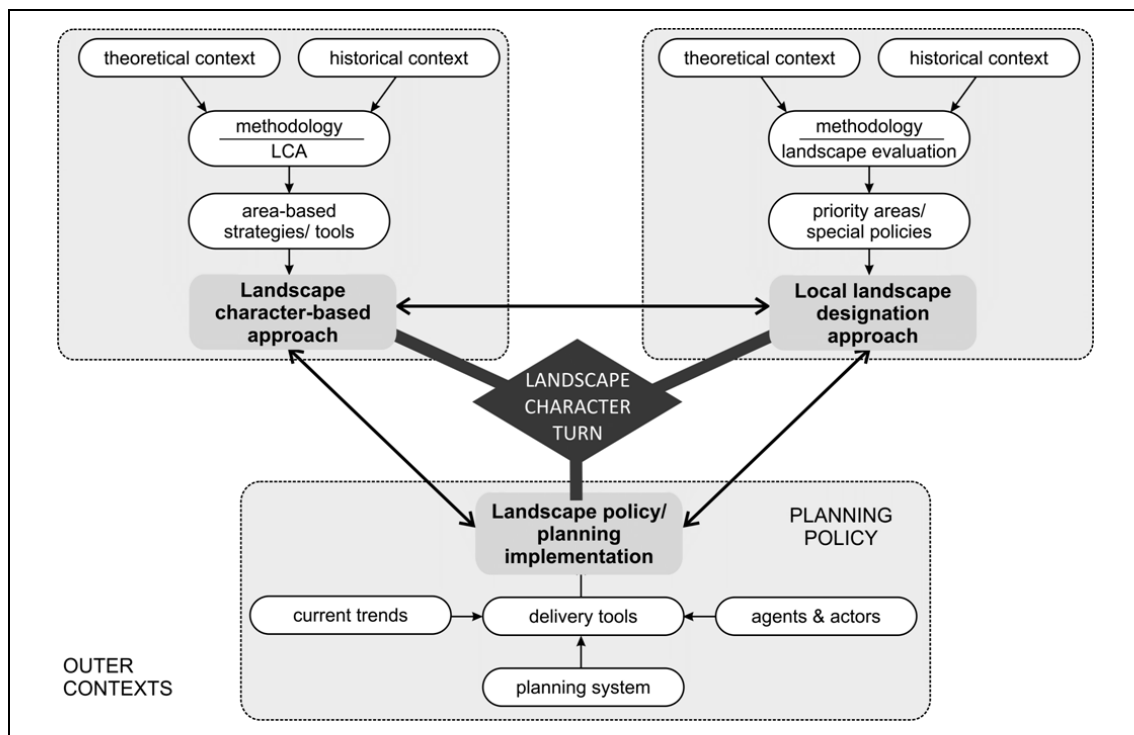 theoretical context
historical context
methodology
LCA
area-based
strategies/ tools
Landscape
character-based
approach
theoretical context
historical context
methodology
landscape evaluation
priority areas/
special policies
Local landscape
designation
approach
LANDSCAPE
CHARACTER
TURN
Landscape policy/
planning
implementation
PLANNING
POLICY
current trends
delivery tools
agents & actors
planning system
OUTER
CONTEXTS